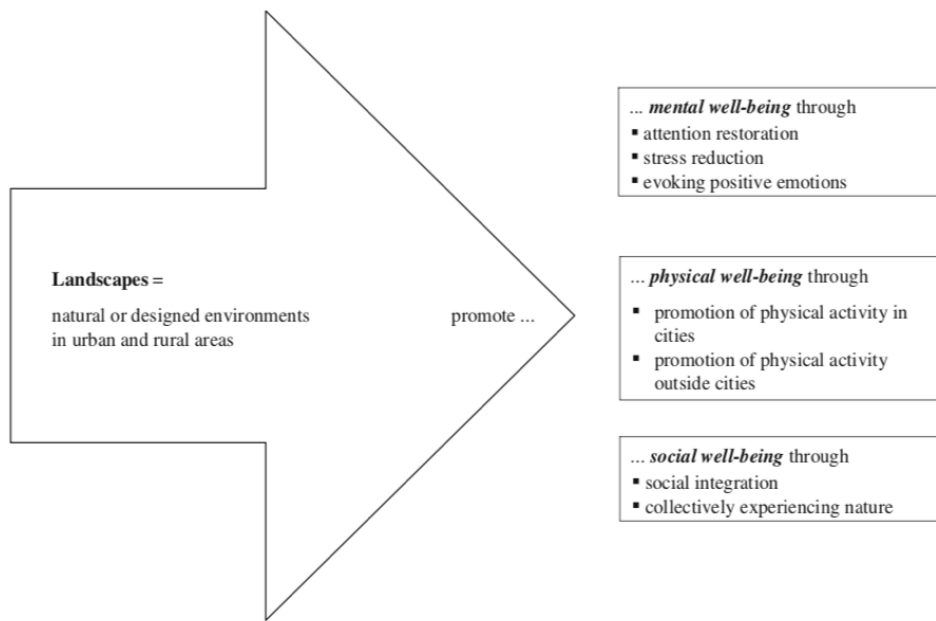 Landscapes =
natural or designed environments
in urban and rural areas
promote ...
... mental well-being through
▪ attention restoration
▪ stress reduction
▪ evoking positive emotions
... physical well-being through
▪ promotion of physical activity in
cities
▪ promotion of physical activity
outside cities
... social well-being through
▪ social integration
▪ collectively experiencing nature